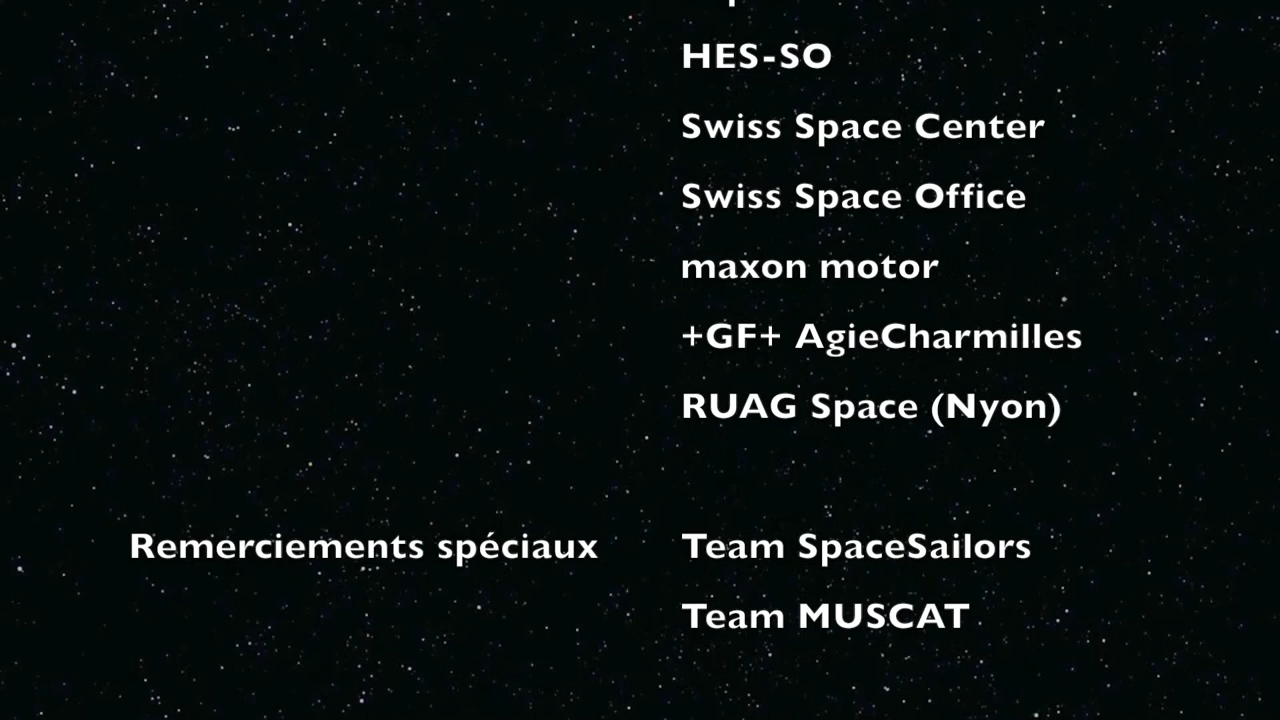 HES-SO
Swiss Space Center
Swiss Space Office
maxon motor
+GF+ AgieCharmilles
RUAG Space (Nyon)
Remerciements spéciaux Team SpaceSailors
Team MUSCAT